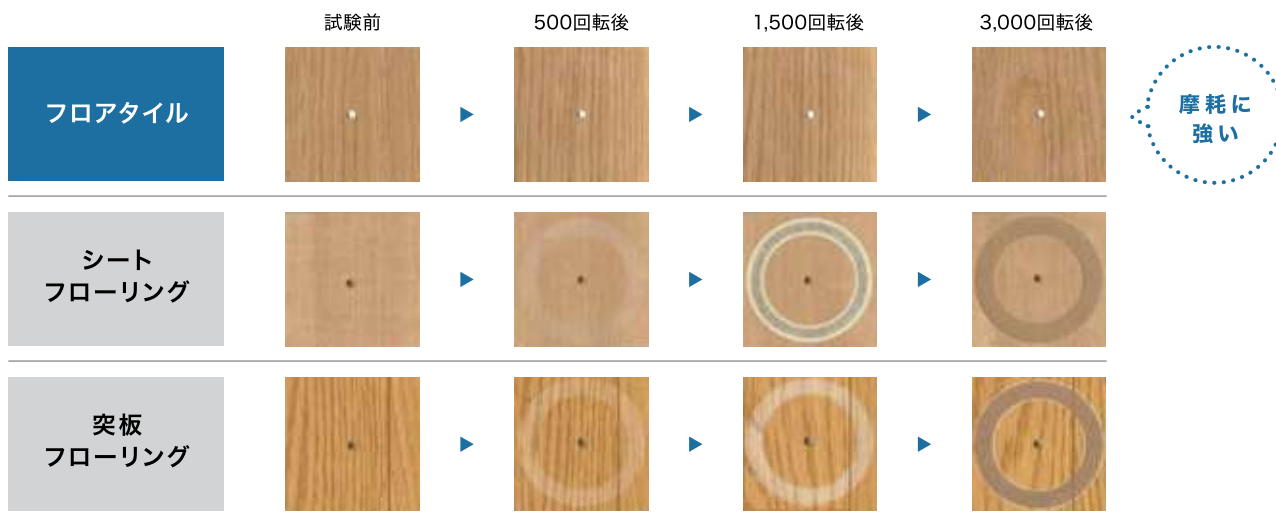 試験前
500回転後
1,500回転後
3,000回転後
フロアタイル
摩耗に
強い
シート
フローリング
突板
フローリング